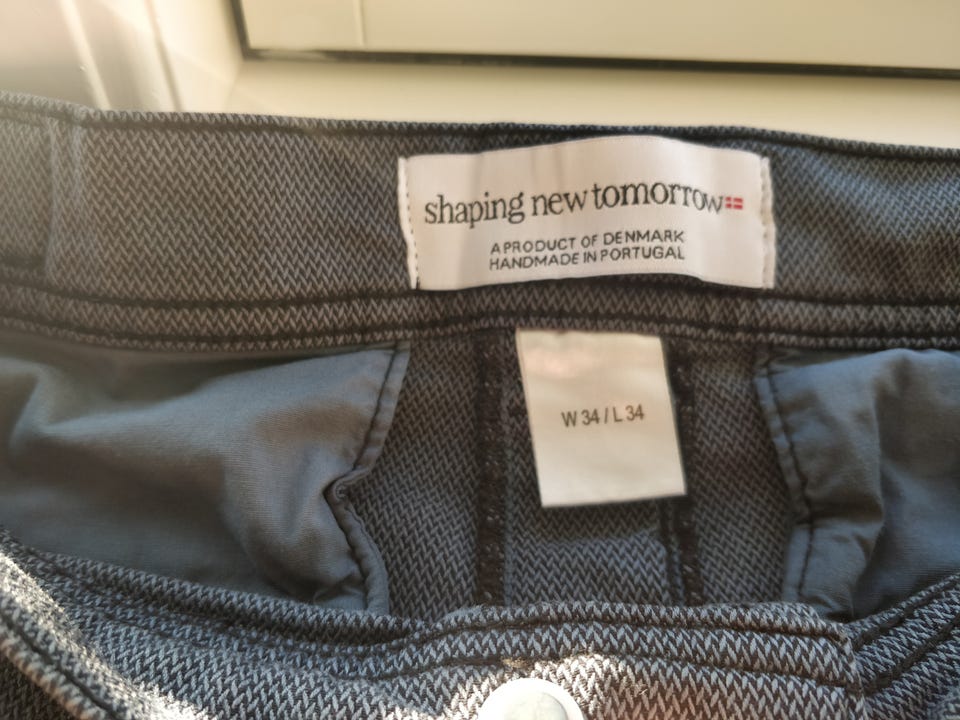 shaping new tomorrow
A PRODUCT OF DENMARK
HANDMADE IN PORTUGAL
W 34 / L 34